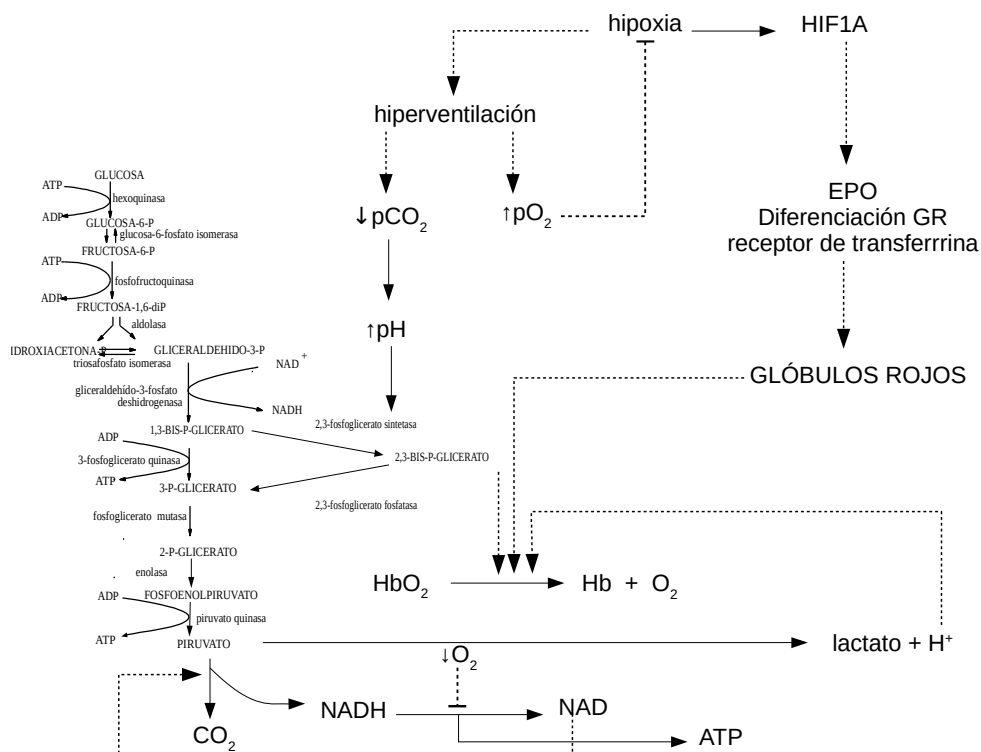 hipoxia
HIF1A
hiperventilación
↓pCO2
↑pO2
EPO
Diferenciación GR
receptor de transferrrina
↑pH
GLÓBULOS ROJOS
GLUCOSA
ATP
hexoquinasa
ADP
GLUCOSA-6-P
glucosa-6-fosfato isomerasa
FRUCTOSA-6-P
ATP
fosfofructoquinasa
ADP
FRUCTOSA-1,6-diP
aldolasa
IDROXIACETONA-P
GLICERALDEHIDO-3-P
triosafosfato isomerasa
NAD+
gliceraldehído-3-fosfato
deshidrogenasa
NADH
2,3-fosfoglicerato sintetasa
1,3-BIS-P-GLICERATO
ADP
2,3-BIS-P-GLICERATO
3-fosfoglicerato quinasa
ATP
3-P-GLICERATO
2,3-fosfoglicerato fosfatasa
fosfoglicerato mutasa
2-P-GLICERATO
enolasa
HbO2
Hb + O2
ADP
FOSFOENOLPIRUVATO
piruvato quinasa
ATP
PIRUVATO
lactato + H+
↓O2
NADH
NAD
CO2
ATP